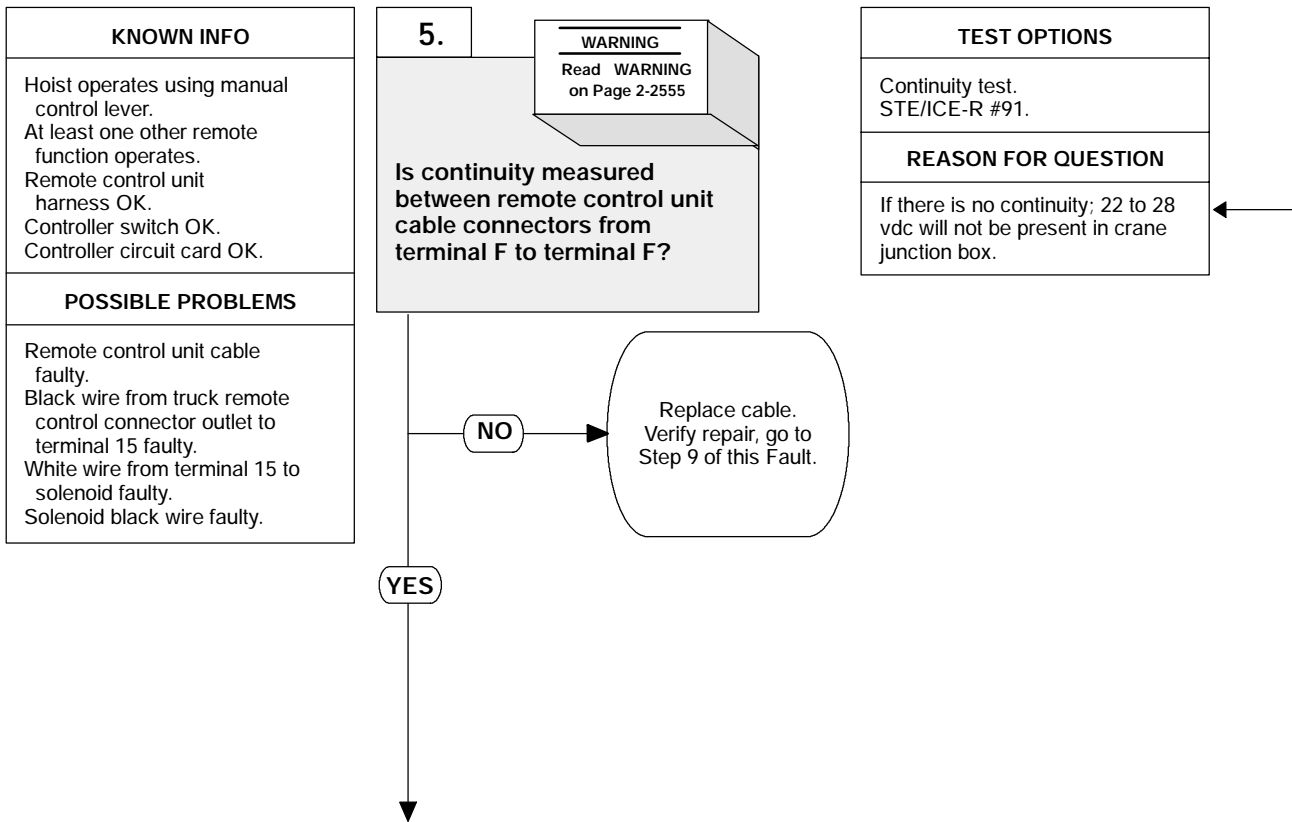 KNOWN INFO
Hoist operates using manual
control lever.
At least one other remote
function operates.
Remote control unit
harness OK.
Controller switch OK.
Controller circuit card OK.
POSSIBLE PROBLEMS
Remote control unit cable
faulty.
Black wire from truck remote
control connector outlet to
terminal 15 faulty.
White wire from terminal 15 to
solenoid faulty.
Solenoid black wire faulty.
5.
WARNING
Read WARNING
on Page 2-2555
Is continuity measured
between remote control unit
cable connectors from
terminal F to terminal F?
NO
Replace cable.
Verify repair, go to
Step 9 of this Fault.
YES
TEST OPTIONS
Continuity test.
STE/ICE-R #91.
REASON FOR QUESTION
If there is no continuity; 22 to 28
vdc will not be present in crane
junction box.